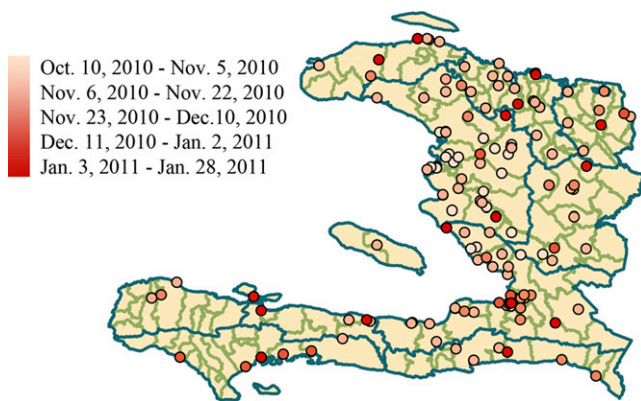 Oct. 10, 2010 - Nov. 5, 2010
Nov. 6, 2010 - Nov. 22, 2010
Nov. 23, 2010 - Dec.10, 2010
Dec. 11, 2010 - Jan. 2, 2011
Jan. 3, 2011 - Jan. 28, 2011